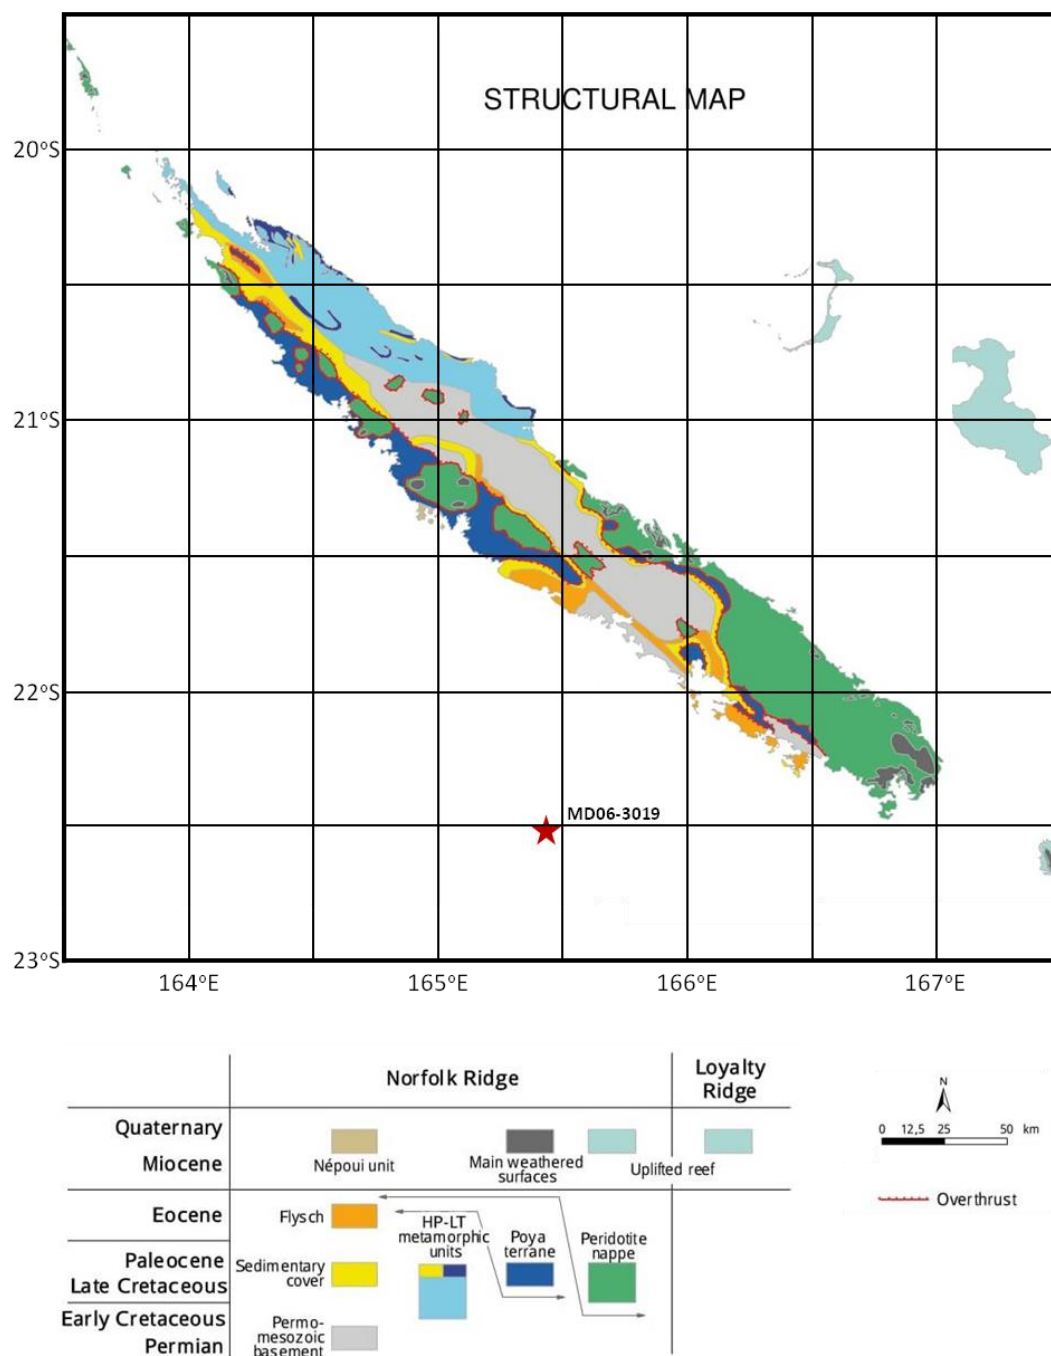 STRUCTURAL MAP
20°S
21°S
22°S
MD06-3019
23°S
164°E 165°E 166°E 167°E
Norfolk Ridge
Loyalty
Ridge
Quaternary
Miocene
Népoui unit
Main weathered
surfaces
Uplifted reef
N
0 12,5 25 50 km
Overthrust
Eocene
Flysch
HP-LT
metamorphic
units
Poya
terrane
Peridotite
nappe
Paleocene
Late Cretaceous
Sedimentary
cover
Early Cretaceous
Permian
Permo-
mesozoic
basement